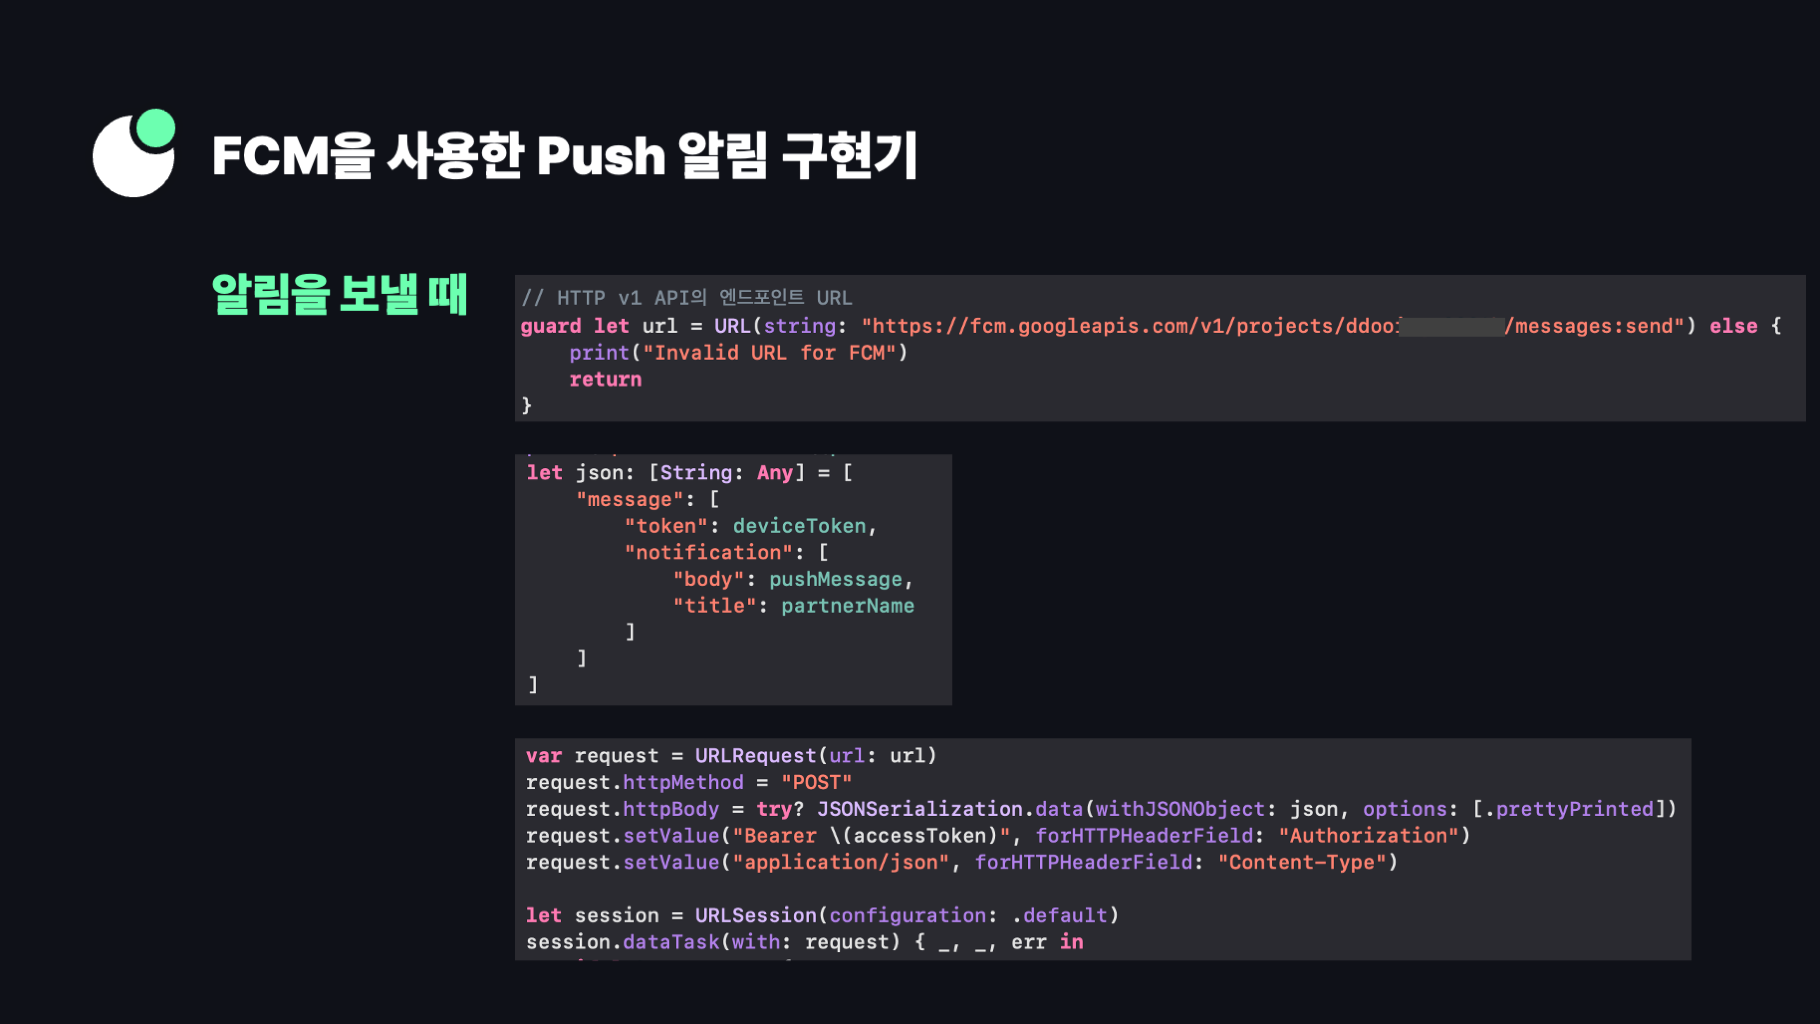 FCM을 사용한 Push 알림 구현기
알림을 보낼 때
// HTTP v1 API의 엔드포인트 URL
guard let url = URL(string: "https://fcm.googleapis.com/v1/projects/ddooi /messages:send") else {
    print("Invalid URL for FCM")
    return
}
let json: [String: Any] = [
    "message": [
        "token": deviceToken,
        "notification": [
            "body": pushMessage,
            "title": partnerName
        ]
    ]
]
var request = URLRequest(url: url)
request.httpMethod = "POST"
request.httpBody = try? JSONSerialization.data(withJSONObject: json, options: [.prettyPrinted])
request.setValue("Bearer \(accessToken)", forHTTPHeaderField: "Authorization")
request.setValue("application/json", forHTTPHeaderField: "Content-Type")
let session = URLSession(configuration: .default)
session.dataTask(with: request) { _, _, err in